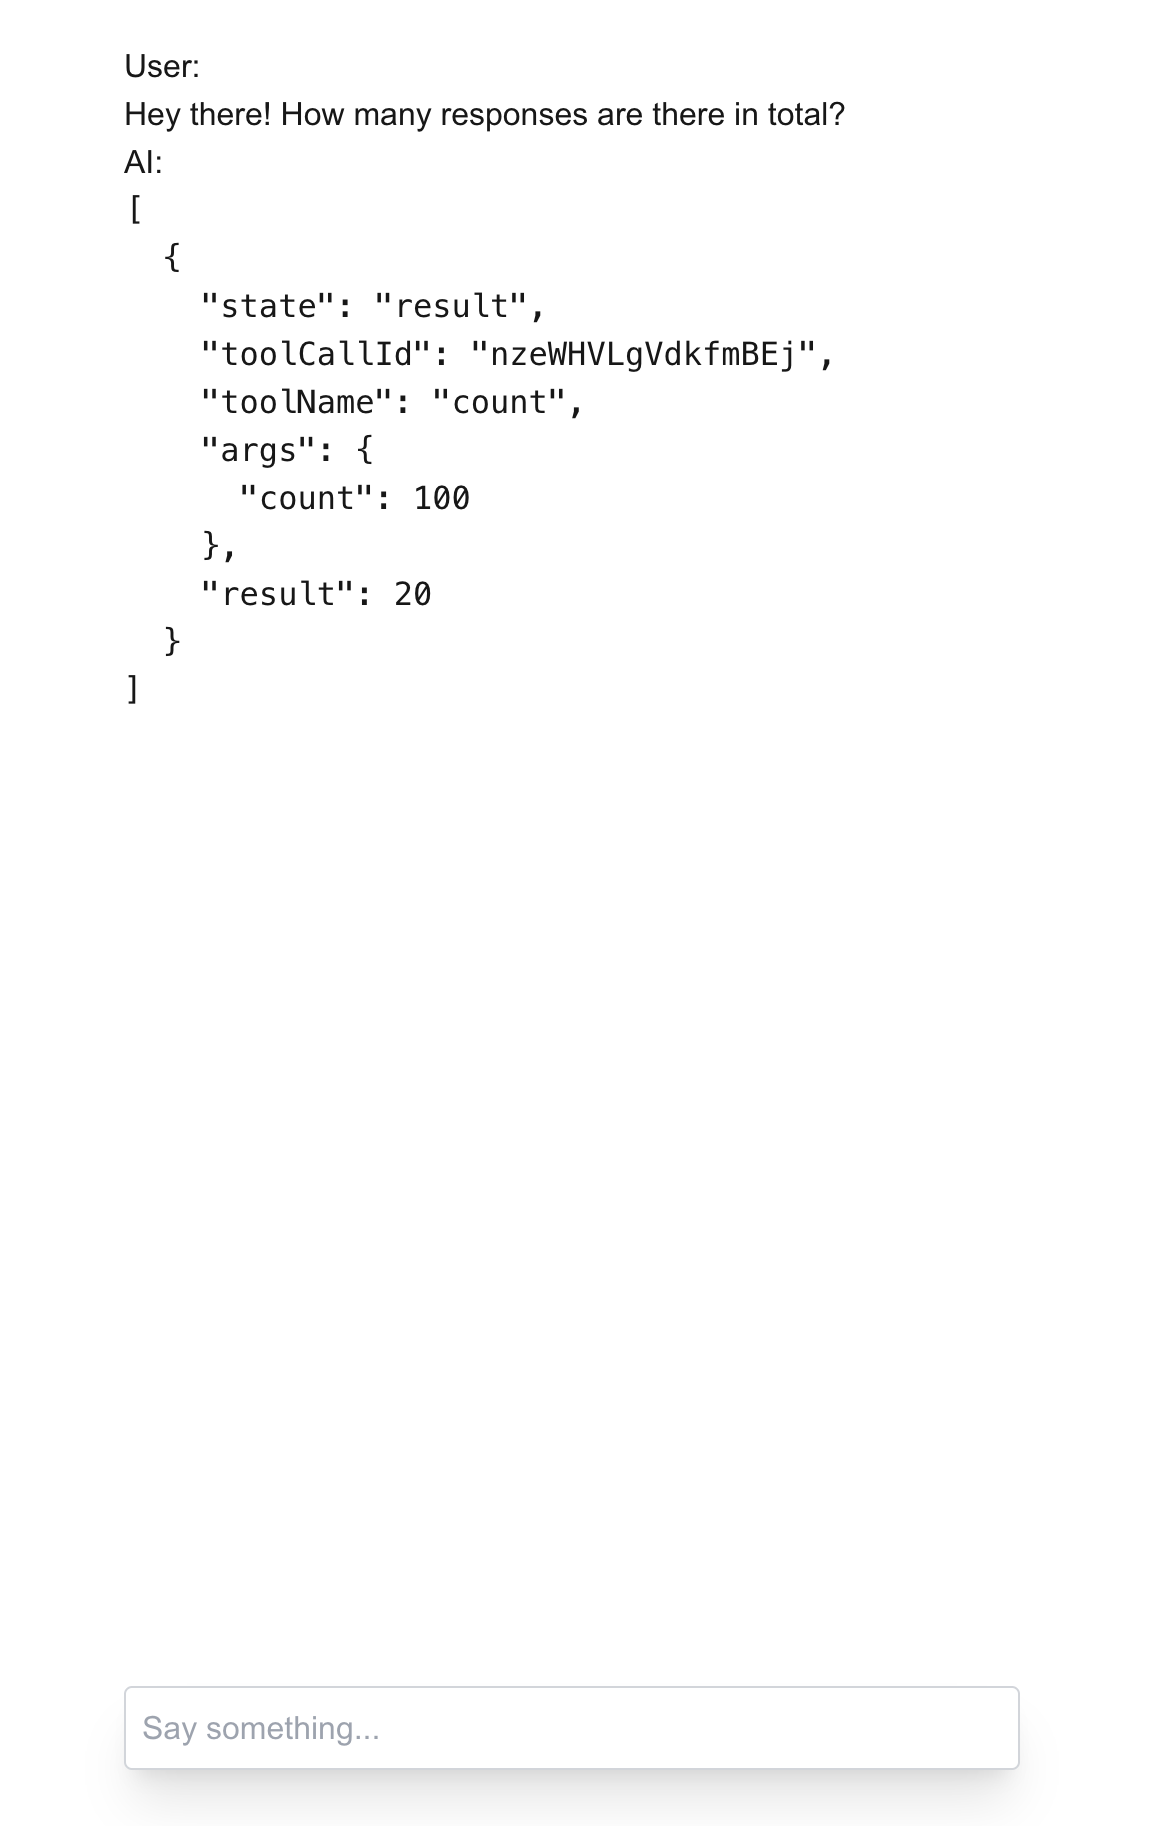 User:
Hey there! How many responses are there in total?
AI:
[
  {
    "state": "result",
    "toolCallId": "nzeWHVLgVdkfmBEj",
    "toolName": "count",
    "args": {
      "count": 100
    },
    "result": 20
  }
]
Say something...